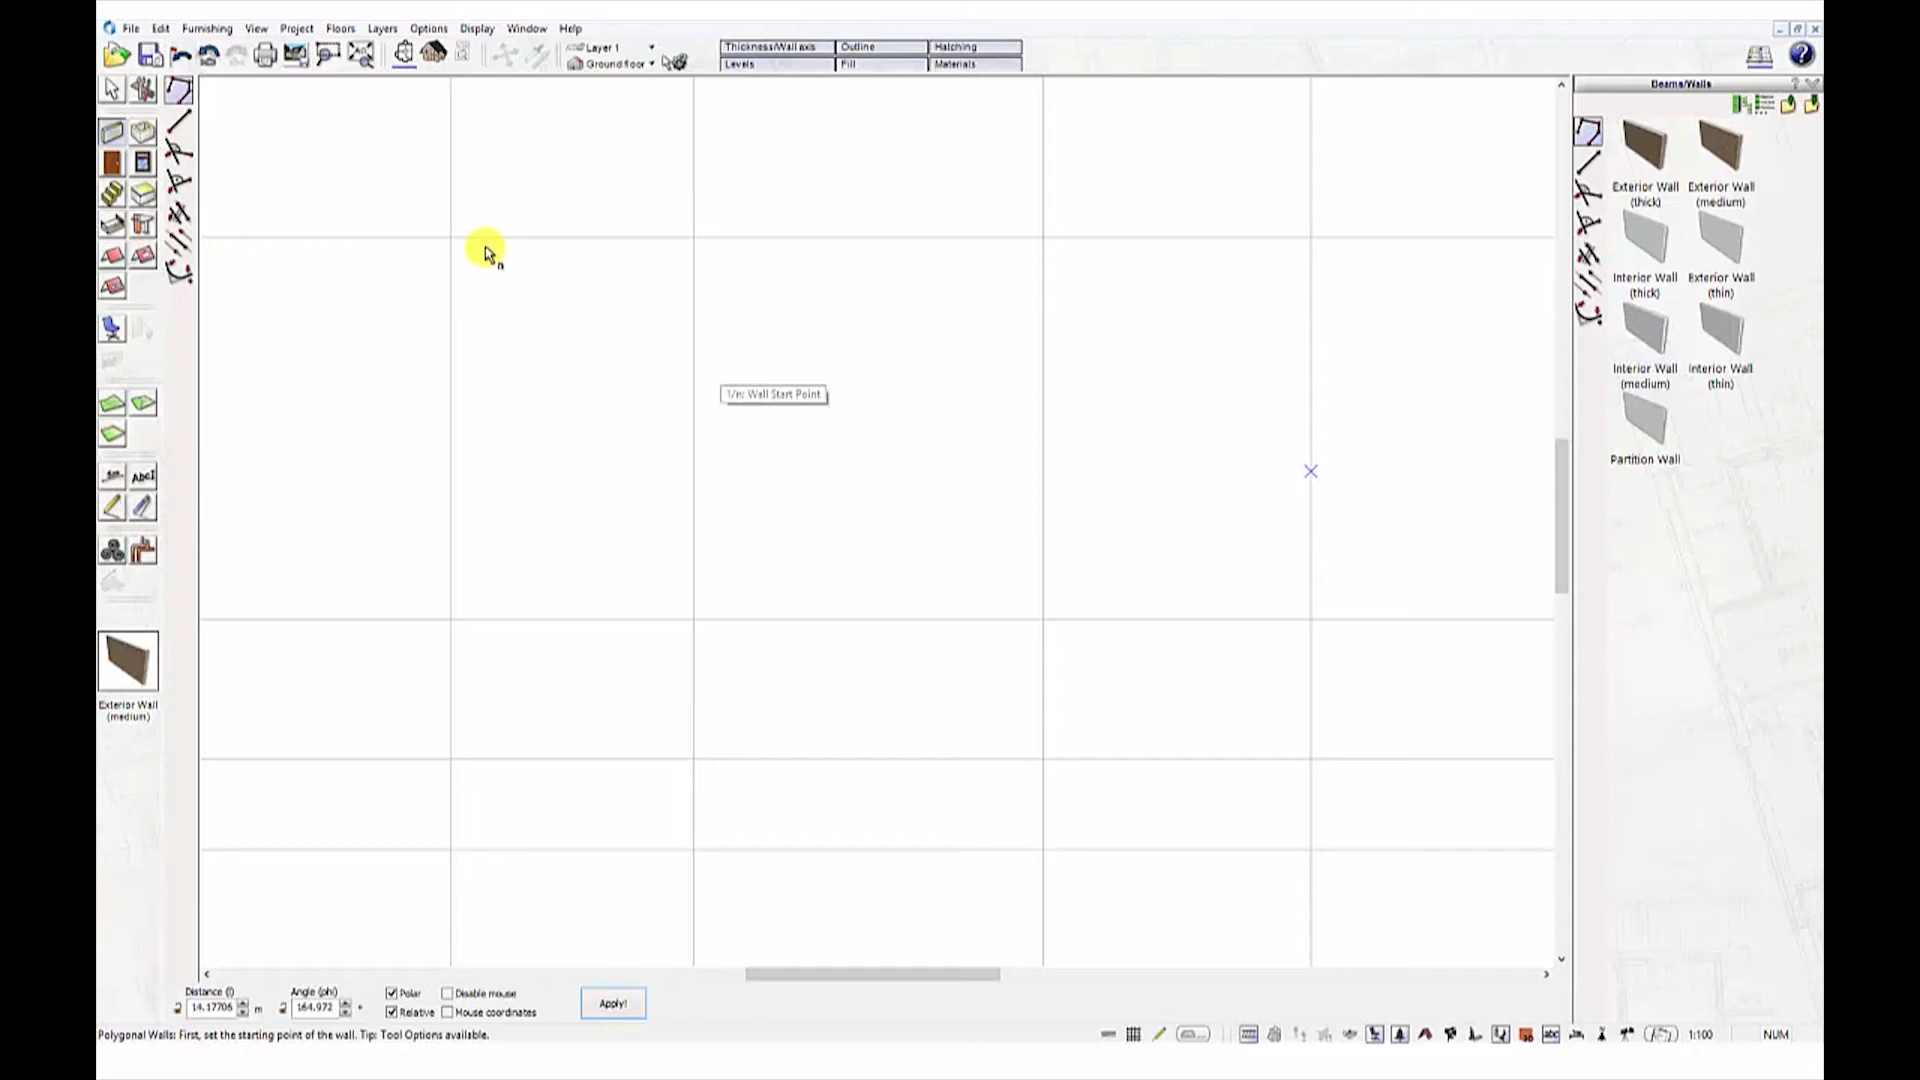 File Edit Furnishing View Project Floors Layers Options Display Window Help
Layer 1
Ground floor
Thickness/Wall axis Outline Hatching
Levels Fill Materials
Beams/Walls
Exterior Wall (thick)
Exterior Wall (medium)
Interior Wall (thick)
Exterior Wall (thin)
Interior Wall (medium)
Interior Wall (thin)
Partition Wall
1/n: Wall Start Point
AbcI
Exterior Wall
(medium)
Distance (l) Angle (phi) Polar Disable mouse
14.17706 m 164.972 ° Relative Mouse coordinates
Apply!
Polygonal Walls: First, set the starting point of the wall. Tip: Tool Options available.
abc
1:100 NUM